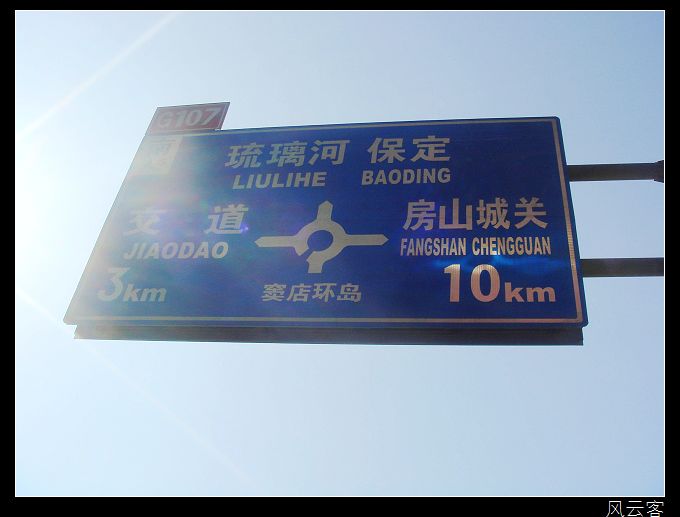 G107
南
琉璃河 保定
LIULIHE BAODING
交道 房山城关
JIAODAO FANGSHAN CHENGGUAN
3km 10km
窦店环岛
风云客